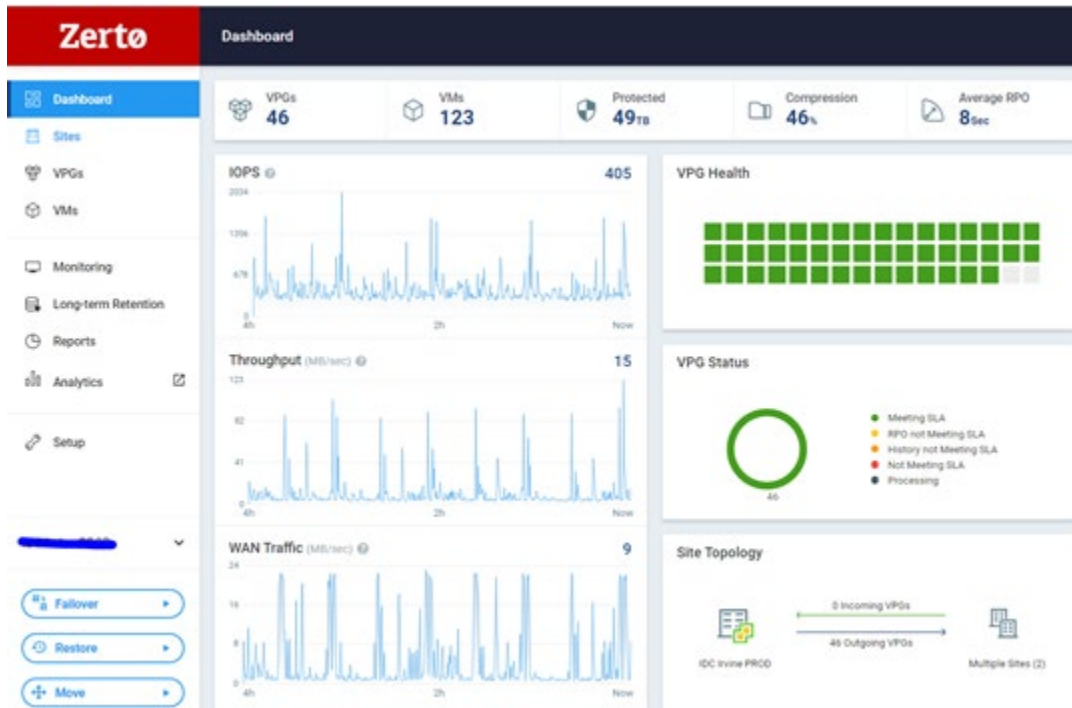 Zertø
Dashboard
Dashboard
Sites
VPGs
VMs
Monitoring
Long-term Retention
Reports
Analytics
Setup
Failover
Restore
Move
VPGs
46
VMs
123
Protected
49TB
Compression
46%
Average RPO
8Sec
IOPS
405
2034
1356
678
0
4h 2h Now
Throughput (MB/sec)
15
123
82
41
0
4h 2h Now
WAN Traffic (MB/sec)
9
24
16
8
0
4h 2h Now
VPG Health
VPG Status
46
Meeting SLA
RPO not Meeting SLA
History not Meeting SLA
Not Meeting SLA
Processing
Site Topology
0 Incoming VPGs
46 Outgoing VPGs
IDC Irvine PROD
Multiple Sites (2)